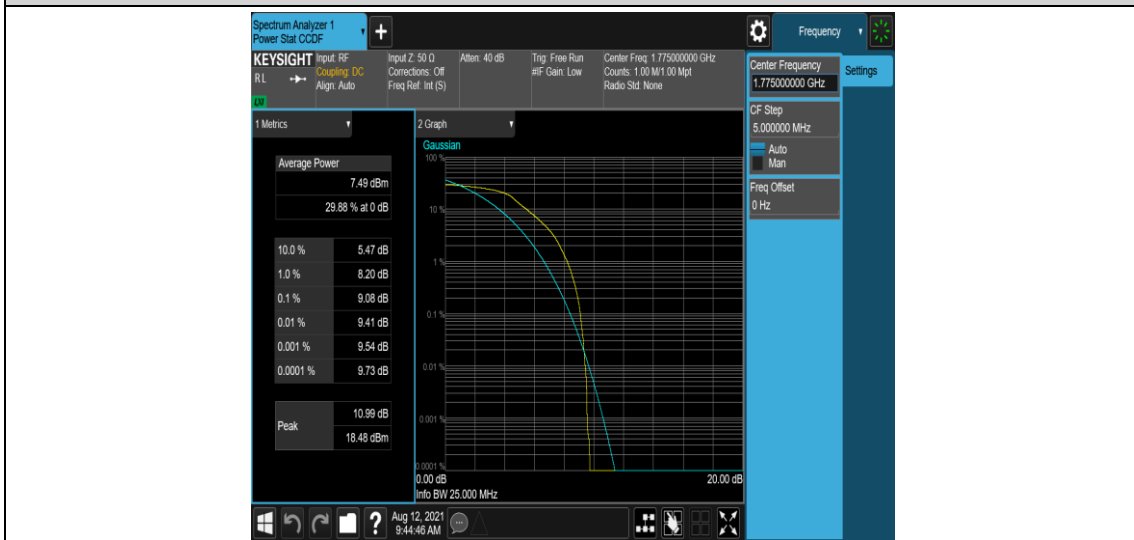 Spectrum Analyzer 1
Power Stat CCDF
+
Frequency
KEYSIGHT
RL
Input: RF
Coupling: DC
Align: Auto
Input Z: 50 Ω
Corrections: Off
Freq Ref: Int (S)
Atten: 40 dB
Trig: Free Run
#IF Gain: Low
Center Freq: 1.775000000 GHz
Counts: 1.00 M/1.00 Mpt
Radio Std: None
Center Frequency
1.775000000 GHz
Settings
CF Step
5.000000 MHz
Auto
Man
Freq Offset
0 Hz
1 Metrics
Average Power
7.49 dBm
29.88 % at 0 dB
10.0 % 5.47 dB
1.0 % 8.20 dB
0.1 % 9.08 dB
0.01 % 9.41 dB
0.001 % 9.54 dB
0.0001 % 9.73 dB
Peak
10.99 dB
18.48 dBm
2 Graph
Gaussian
100 %
10 %
1 %
0.1 %
0.01 %
0.001 %
0.0001 %
0.00 dB 20.00 dB
Info BW 25.000 MHz
?
Aug 12, 2021
9:44:46 AM